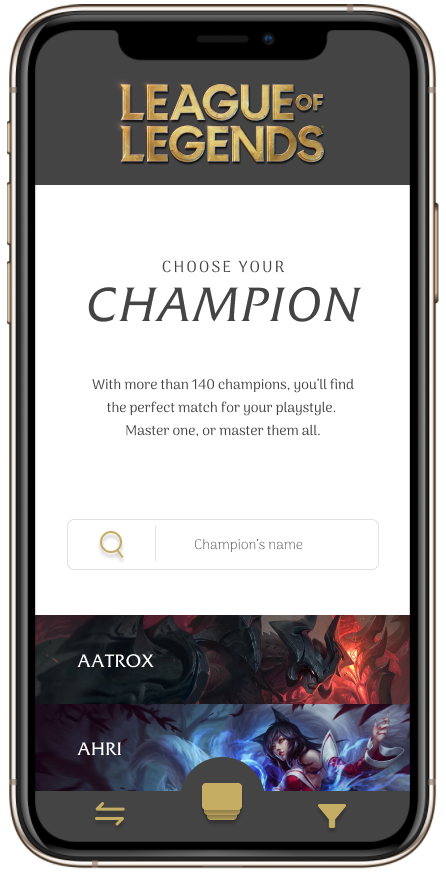 LEAGUE OF
LEGENDS
CHOOSE YOUR
CHAMPION
With more than 140 champions, you'll find
the perfect match for your playstyle.
Master one, or master them all.
Champion's name
AATROX
AHRI